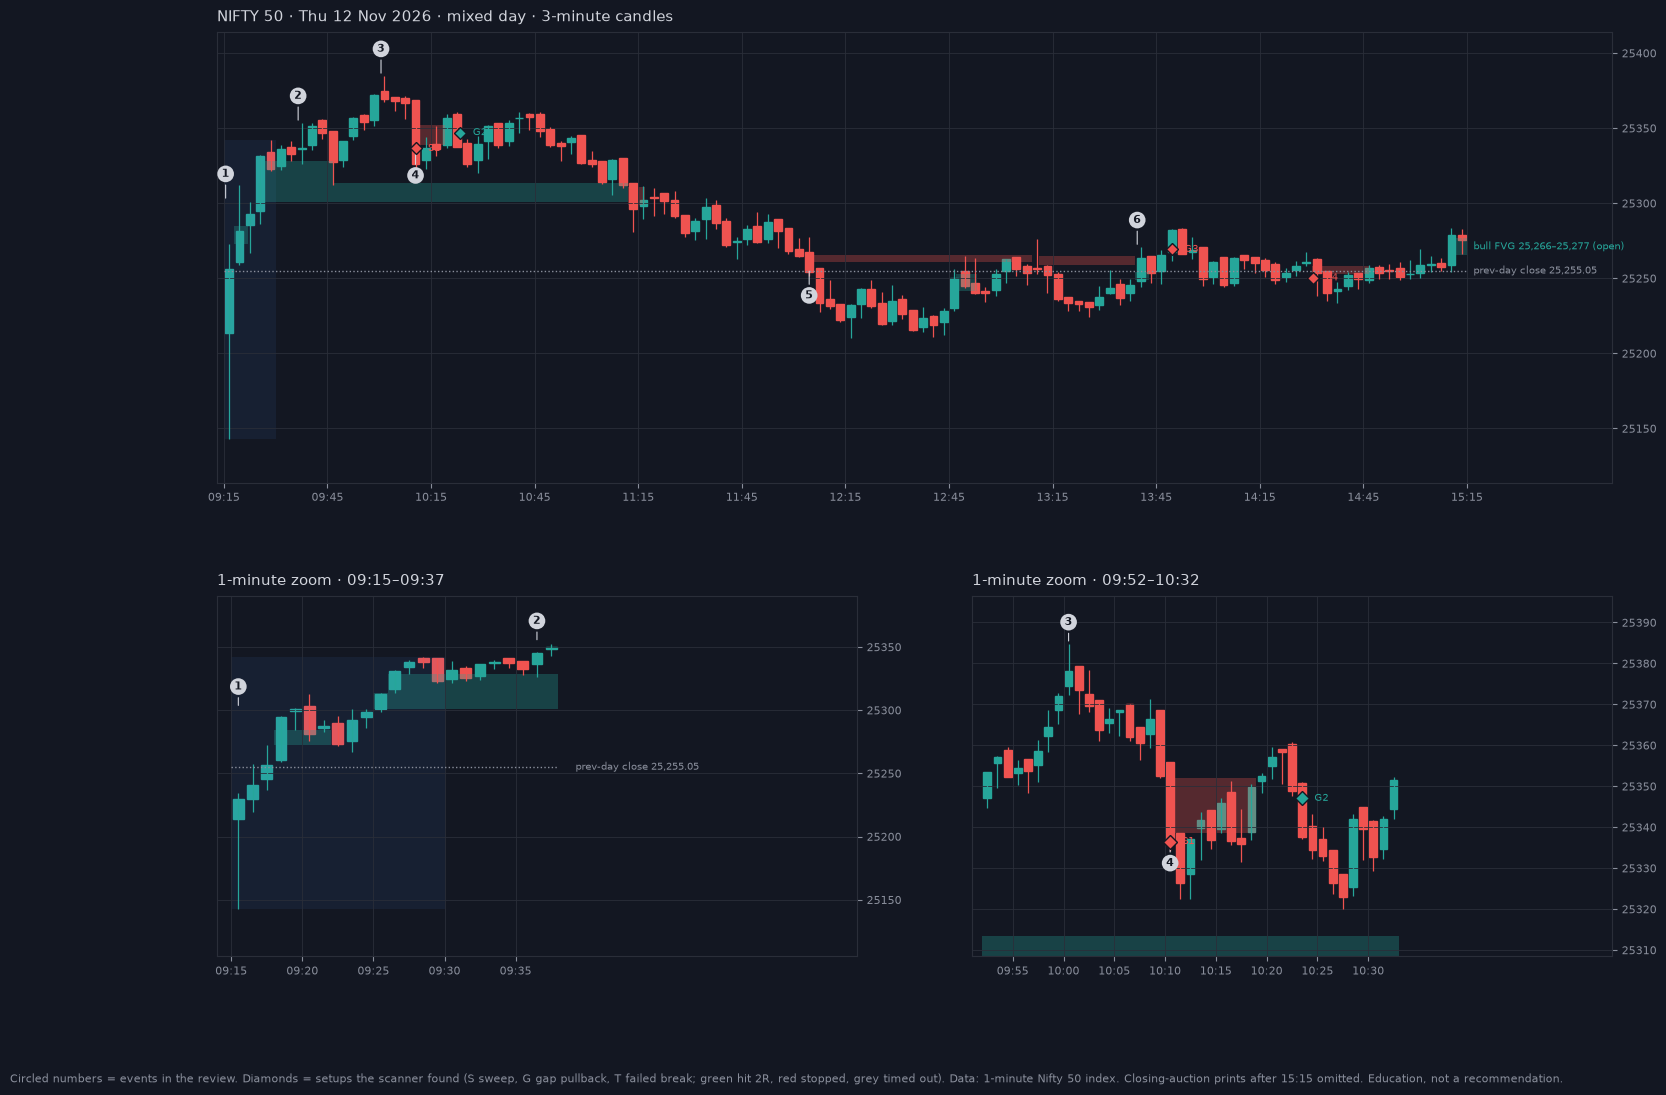 NIFTY 50 · Thu 12 Nov 2026 · mixed day · 3-minute candles
25400
25350
25300
25250
25200
25150
1
2
3
4
5
6
G2
bull FVG 25,266–25,277 (open)
prev-day close 25,255.05
09:15 09:45 10:15 10:45 11:15 11:45 12:15 12:45 13:15 13:45 14:15 14:45 15:15
1-minute zoom · 09:15–09:37
1
2
prev-day close 25,255.05
25350
25300
25250
25200
25150
09:15 09:20 09:25 09:30 09:35
1-minute zoom · 09:52–10:32
3
4
G2
25390
25380
25370
25360
25350
25340
25330
25320
25310
09:55 10:00 10:05 10:10 10:15 10:20 10:25 10:30
Circled numbers = events in the review. Diamonds = setups the scanner found (S sweep, G gap pullback, T failed break; green hit 2R, red stopped, grey timed out). Data: 1-minute Nifty 50 index. Closing-auction prints after 15:15 omitted. Education, not a recommendation.